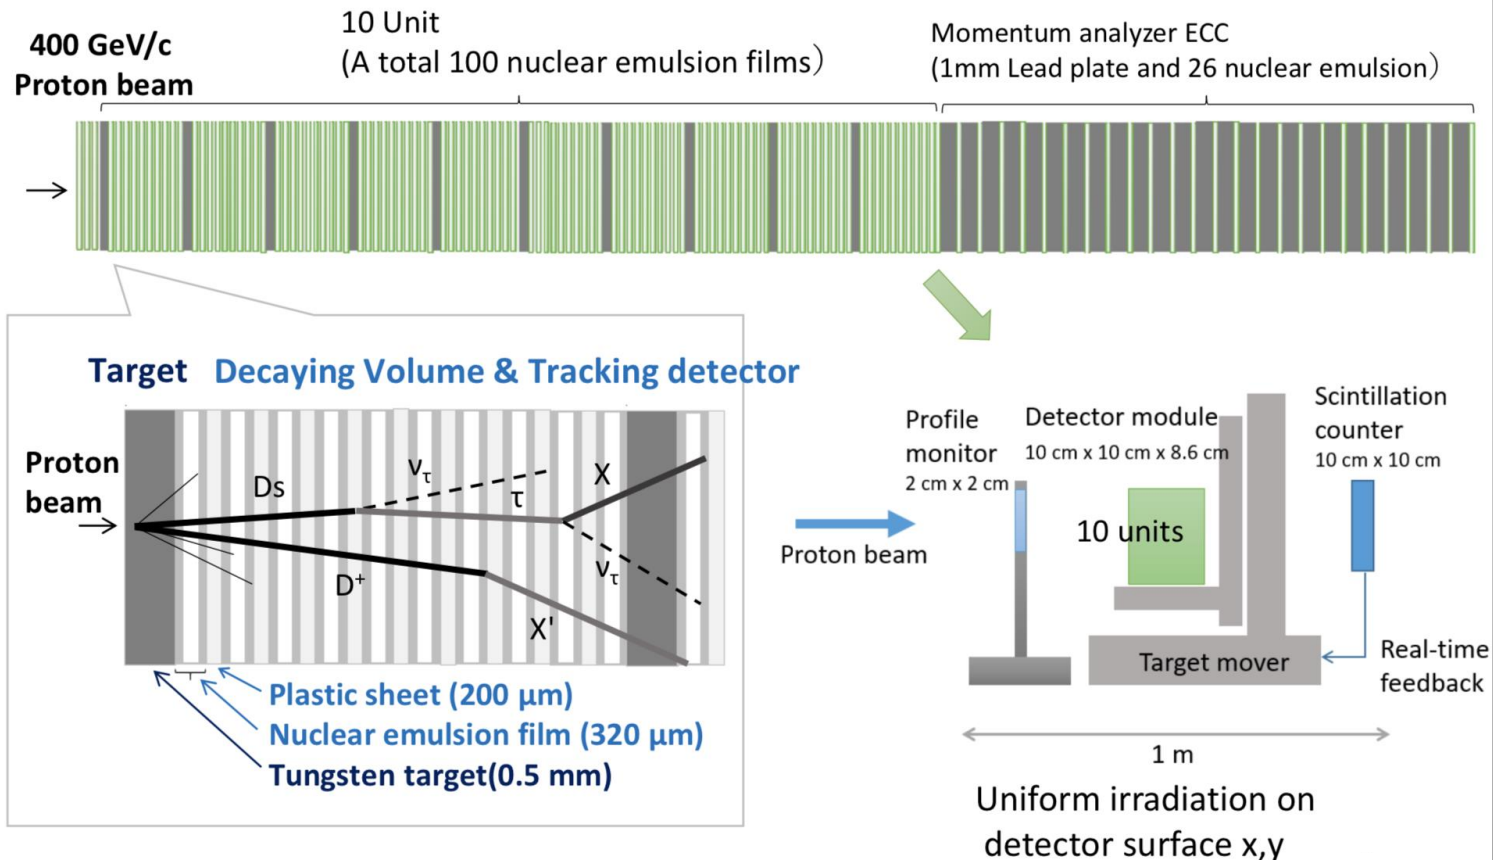 400 GeV/c
Proton beam
10 Unit
(A total 100 nuclear emulsion films)
Momentum analyzer ECC
(1mm Lead plate and 26 nuclear emulsion)
Target Decaying Volume & Tracking detector
Proton
beam
Ds
ντ
τ
X
ντ
D+
X'
Plastic sheet (200 μm)
Nuclear emulsion film (320 μm)
Tungsten target(0.5 mm)
Proton beam
Profile
monitor
2 cm x 2 cm
Detector module
10 cm x 10 cm x 8.6 cm
10 units
Scintillation
counter
10 cm x 10 cm
Target mover
Real-time
feedback
1 m
Uniform irradiation on
detector surface x,y